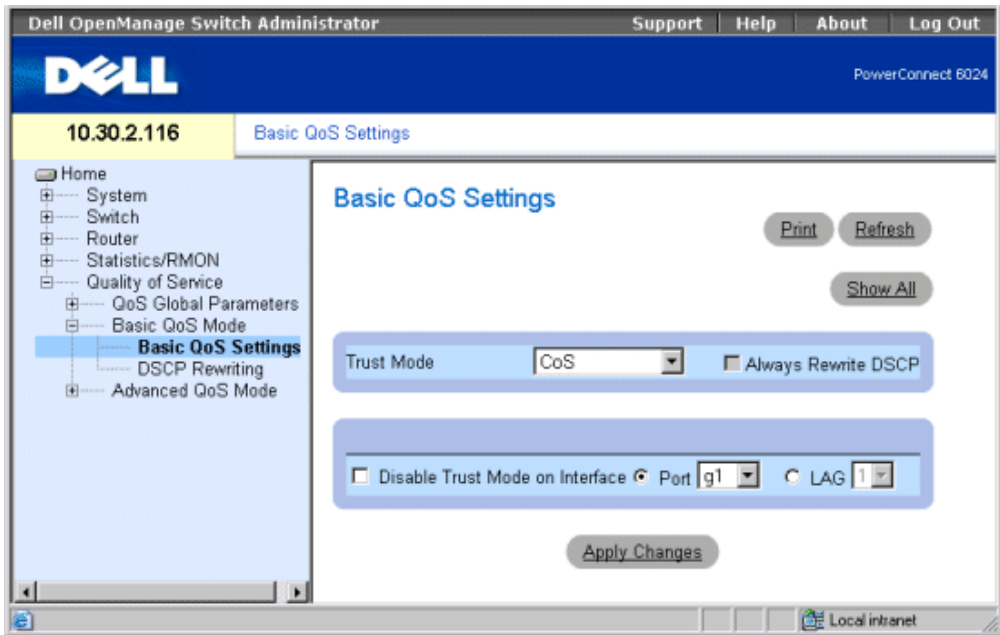 Dell OpenManage Switch Administrator Support Help About Log Out
DELL
PowerConnect 6024
10.30.2.116 Basic QoS Settings
Home
System
Switch
Router
Statistics/RMON
Quality of Service
QoS Global Parameters
Basic QoS Mode
Basic QoS Settings
DSCP Rewriting
Advanced QoS Mode
Basic QoS Settings
Print Refresh
Show All
Trust Mode CoS Always Rewrite DSCP
Disable Trust Mode on Interface Port g1 LAG 1
Apply Changes
Local intranet